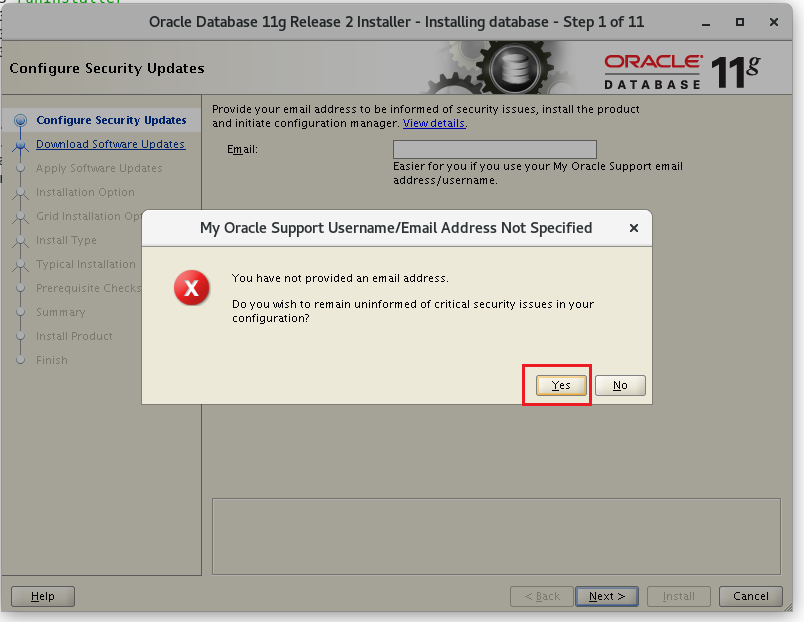 runInstaller
Oracle Database 11g Release 2 Installer - Installing database - Step 1 of 11
Configure Security Updates
ORACLE
DATABASE
11g
Configure Security Updates
Download Software Updates
Apply Software Updates
Installation Option
Grid Installation Op
Install Type
Typical Installation
Prerequisite Checks
Summary
Install Product
Finish
Provide your email address to be informed of security issues, install the product
and initiate configuration manager. View details.
Email:
Easier for you if you use your My Oracle Support email
address/username.
My Oracle Support Username/Email Address Not Specified
You have not provided an email address.
Do you wish to remain uninformed of critical security issues in your
configuration?
Yes
No
Help
< Back
Next >
Install
Cancel